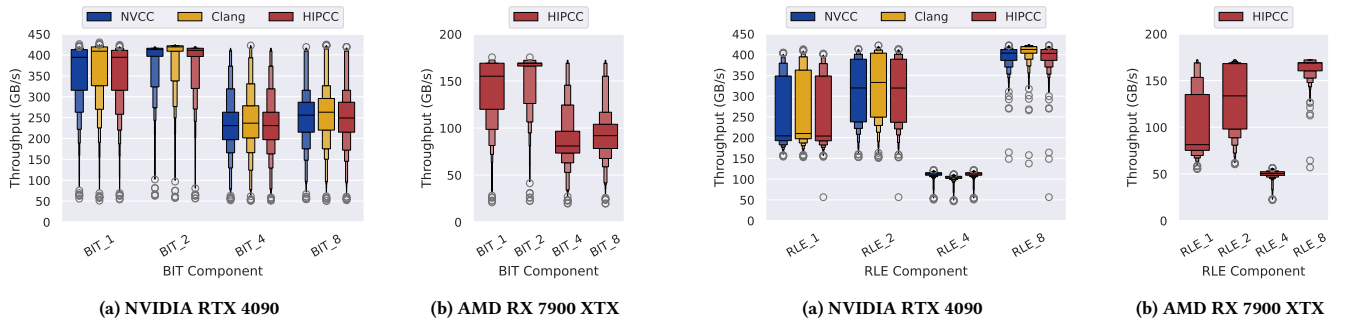 NVCC Clang HIPCC
Throughput (GB/s)
450
400
350
300
250
200
150
100
50
0
BIT_1 BIT_2 BIT_4 BIT_8
BIT Component
(a) NVIDIA RTX 4090
HIPCC
Throughput (GB/s)
200
150
100
50
0
BIT_1 BIT_2 BIT_4 BIT_8
BIT Component
(b) AMD RX 7900 XTX
NVCC Clang HIPCC
Throughput (GB/s)
450
400
350
300
250
200
150
100
50
0
RLE_1 RLE_2 RLE_4 RLE_8
RLE Component
(a) NVIDIA RTX 4090
HIPCC
Throughput (GB/s)
200
150
100
50
0
RLE_1 RLE_2 RLE_4 RLE_8
RLE Component
(b) AMD RX 7900 XTX